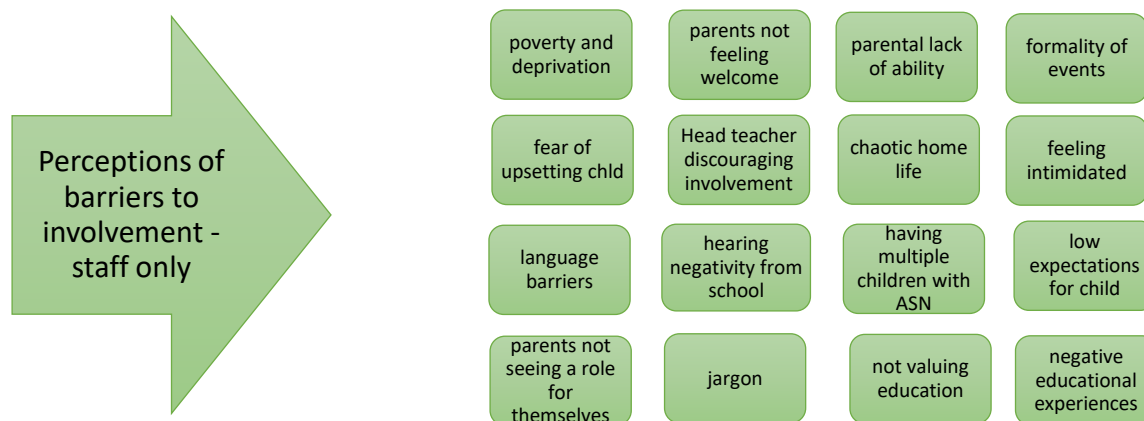 Perceptions of
barriers to
involvement -
staff only
poverty and
deprivation
parents not
feeling
welcome
parental lack
of ability
formality of
events
fear of
upsetting chld
Head teacher
discouraging
involvement
chaotic home
life
feeling
intimidated
language
barriers
hearing
negativity from
school
having
multiple
children with
ASN
low
expectations
for child
parents not
seeing a role
for
themselves
jargon
not valuing
education
negative
educational
experiences